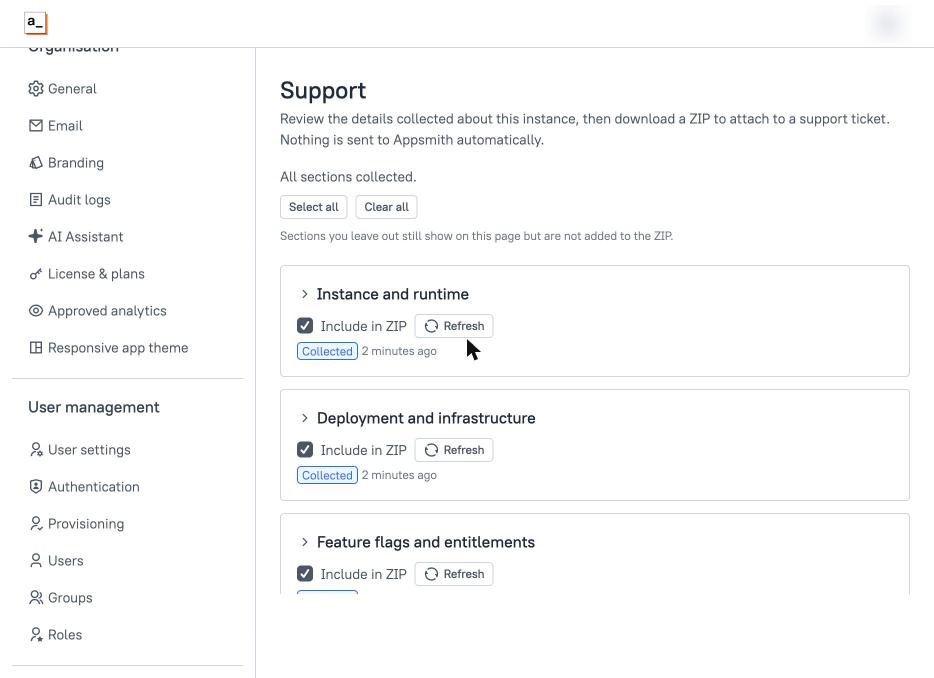 a_
Organisation
General
Email
Branding
Audit logs
AI Assistant
License & plans
Approved analytics
Responsive app theme
User management
User settings
Authentication
Provisioning
Users
Groups
Roles
Support
Review the details collected about this instance, then download a ZIP to attach to a support ticket.
Nothing is sent to Appsmith automatically.
All sections collected.
Select all Clear all
Sections you leave out still show on this page but are not added to the ZIP.
Instance and runtime
Include in ZIP Refresh
Collected 2 minutes ago
Deployment and infrastructure
Include in ZIP Refresh
Collected 2 minutes ago
Feature flags and entitlements
Include in ZIP Refresh